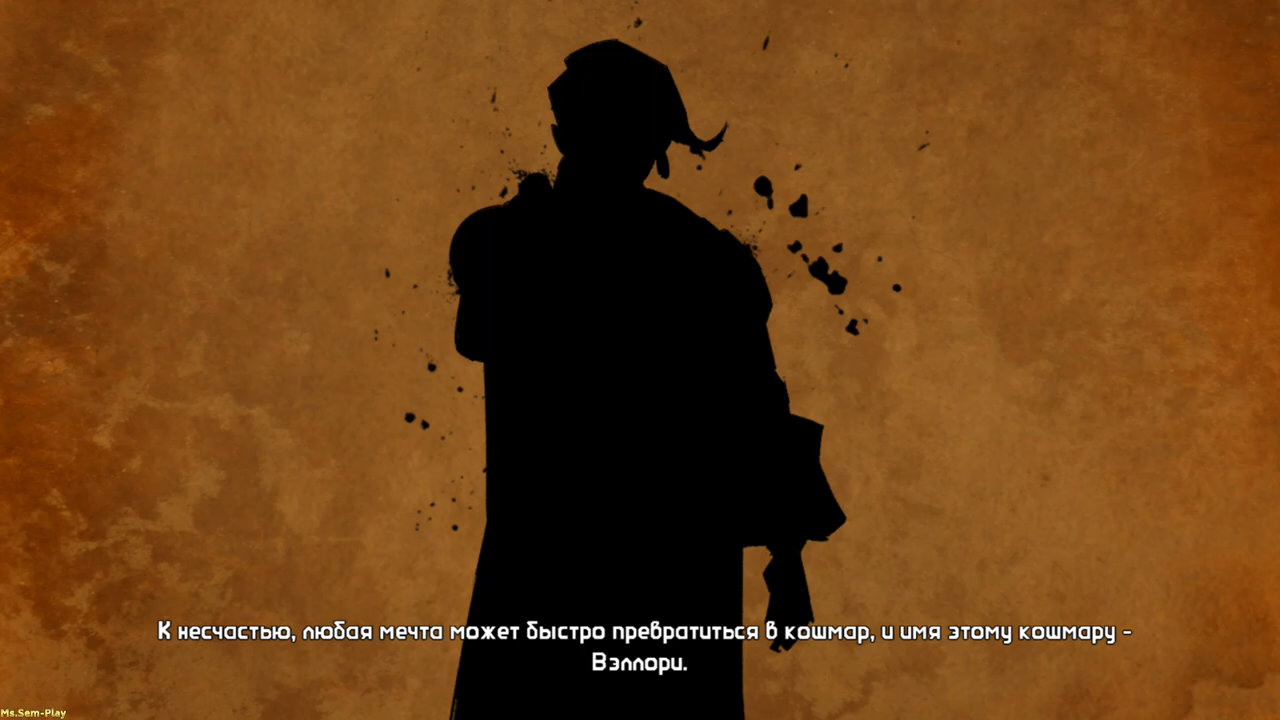 К несчастью, любая мечта может быстро превратиться в кошмар, и имя этому кошмару -
Вэллори.
Ms.Sem-Play